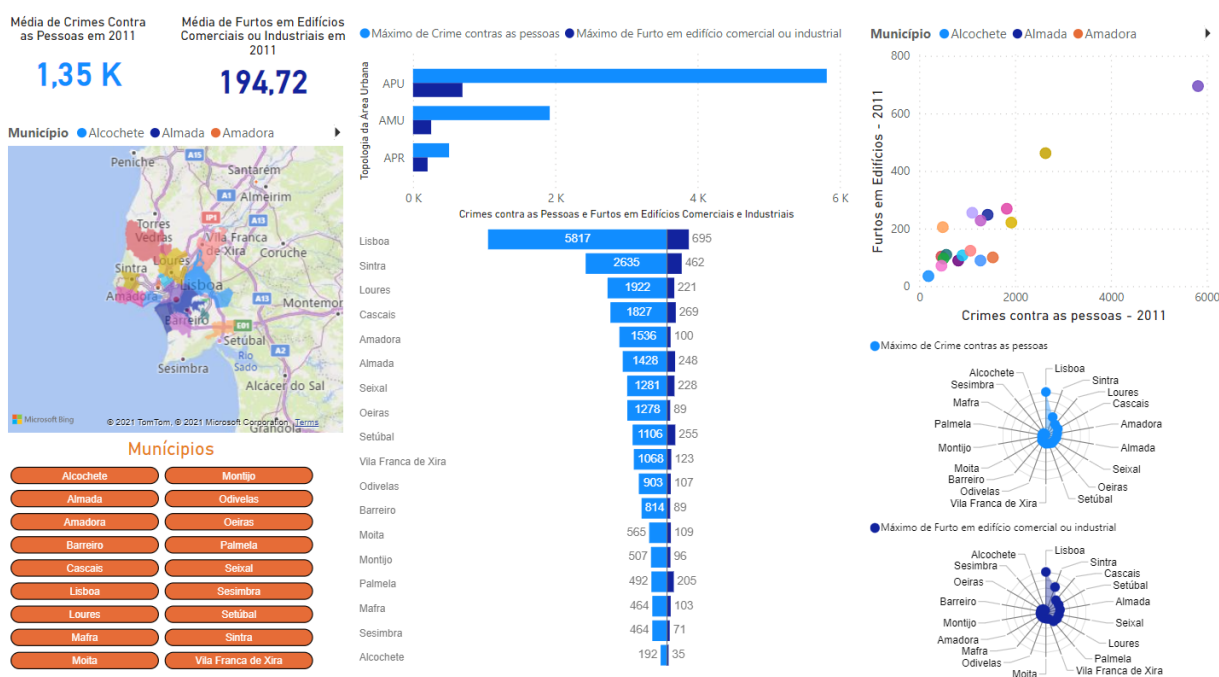 Média de Crimes Contra
as Pessoas em 2011
1,35 K
Média de Furtos em Edifícios
Comerciais ou Industriais em
2011
194,72
Município Alcochete Almada Amadora
Peniche
A15
Santarém
A1
Almeirim
Torres
Vedras
IP1
A13
Vila Franca
de Xira
Coruche
Loures
Sintra
Lisboa
Amadora
A13
Montemor
Barreiro
E01
Setúbal
A2
Rio
Sado
Sesimbra
Alcácer do Sal
Microsoft Bing
© 2021 TomTom, © 2021 Microsoft Corporation Terms
Grândola
Munícipios
Alcochete Montijo
Almada Odivelas
Amadora Oeiras
Barreiro Palmela
Cascais Seixal
Lisboa Sesimbra
Loures Setúbal
Mafra Sintra
Moita Vila Franca de Xira
Máximo de Crime contras as pessoas Máximo de Furto em edifício comercial ou industrial
Topologia da Area Urbana
APU
AMU
APR
0 K 2 K 4 K 6 K
Crimes contra as Pessoas e Furtos em Edifícios Comerciais e Industriais
Lisboa 5817 695
Sintra 2635 462
Loures 1922 221
Cascais 1827 269
Amadora 1536 100
Almada 1428 248
Seixal 1281 228
Oeiras 1278 89
Setúbal 1106 255
Vila Franca de Xira 1068 123
Odivelas 903 107
Barreiro 814 89
Moita 565 109
Montijo 507 96
Palmela 492 205
Mafra 464 103
Sesimbra 464 71
Alcochete 192 35
Município Alcochete Almada Amadora
Furtos em Edifícios - 2011
800
600
400
200
0
0 2000 4000 6000
Crimes contra as pessoas - 2011
Máximo de Crime contras as pessoas
Lisboa
Sintra
Loures
Cascais
Amadora
Almada
Seixal
Oeiras
Setúbal
Vila Franca de Xira
Odivelas
Barreiro
Moita
Montijo
Palmela
Mafra
Sesimbra
Alcochete
Máximo de Furto em edifício comercial ou industrial
Lisboa
Sintra
Cascais
Setúbal
Almada
Seixal
Loures
Palmela
Vila Franca de Xira
Moita
Odivelas
Mafra
Amadora
Montijo
Barreiro
Oeiras
Sesimbra
Alcochete